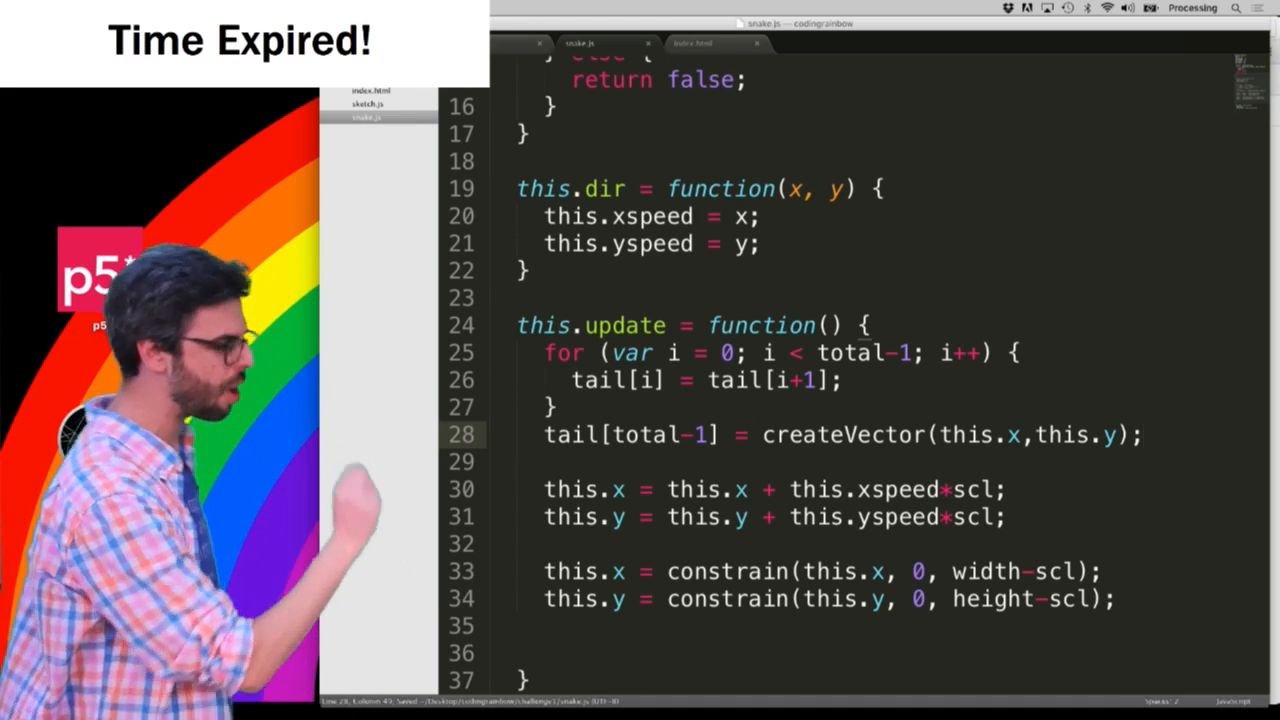 Time Expired!
Processing
snake.js — codingrainbow
snake.js
index.html
index.html
sketch.js
snake.js
p5*
p5
} else {
return false;
16 }
17 }
18
19 this.dir = function(x, y) {
20 this.xspeed = x;
21 this.yspeed = y;
22 }
23
24 this.update = function() {
25 for (var i = 0; i < total-1; i++) {
26 tail[i] = tail[i+1];
27 }
28 tail[total-1] = createVector(this.x,this.y);
29
30 this.x = this.x + this.xspeed*scl;
31 this.y = this.y + this.yspeed*scl;
32
33 this.x = constrain(this.x, 0, width-scl);
34 this.y = constrain(this.y, 0, height-scl);
35
36
37 }
Line 28, Column 49, Saved ~/Desktop/codingrainbow/challenge1/snake.js (UTF-8)
Spaces: 2
JavaScript